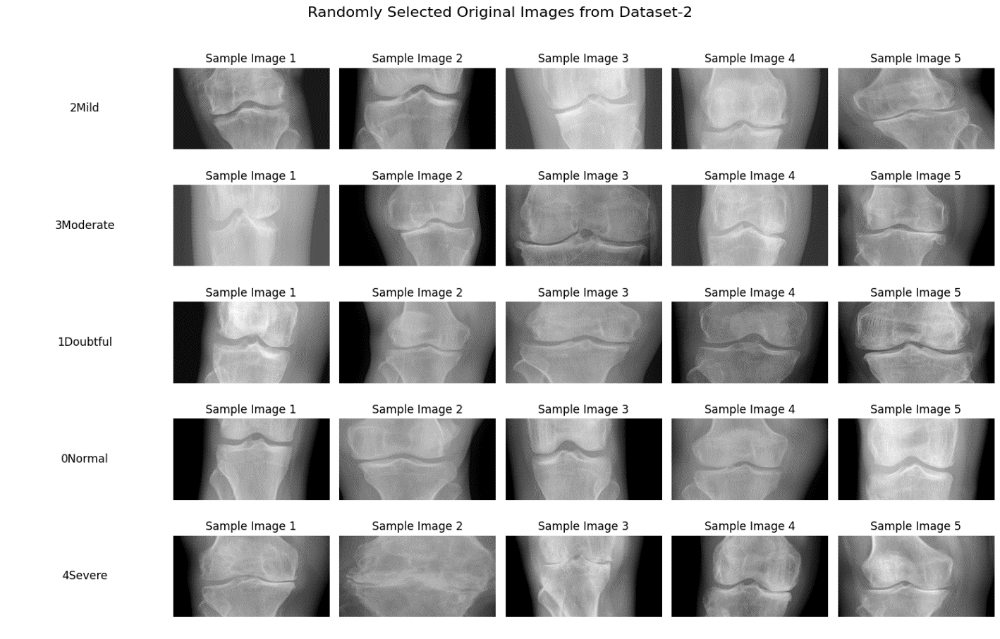 Randomly Selected Original Images from Dataset-2
Sample Image 1 Sample Image 2 Sample Image 3 Sample Image 4 Sample Image 5
2Mild
Sample Image 1 Sample Image 2 Sample Image 3 Sample Image 4 Sample Image 5
3Moderate
Sample Image 1 Sample Image 2 Sample Image 3 Sample Image 4 Sample Image 5
1Doubtful
Sample Image 1 Sample Image 2 Sample Image 3 Sample Image 4 Sample Image 5
0Normal
Sample Image 1 Sample Image 2 Sample Image 3 Sample Image 4 Sample Image 5
4Severe